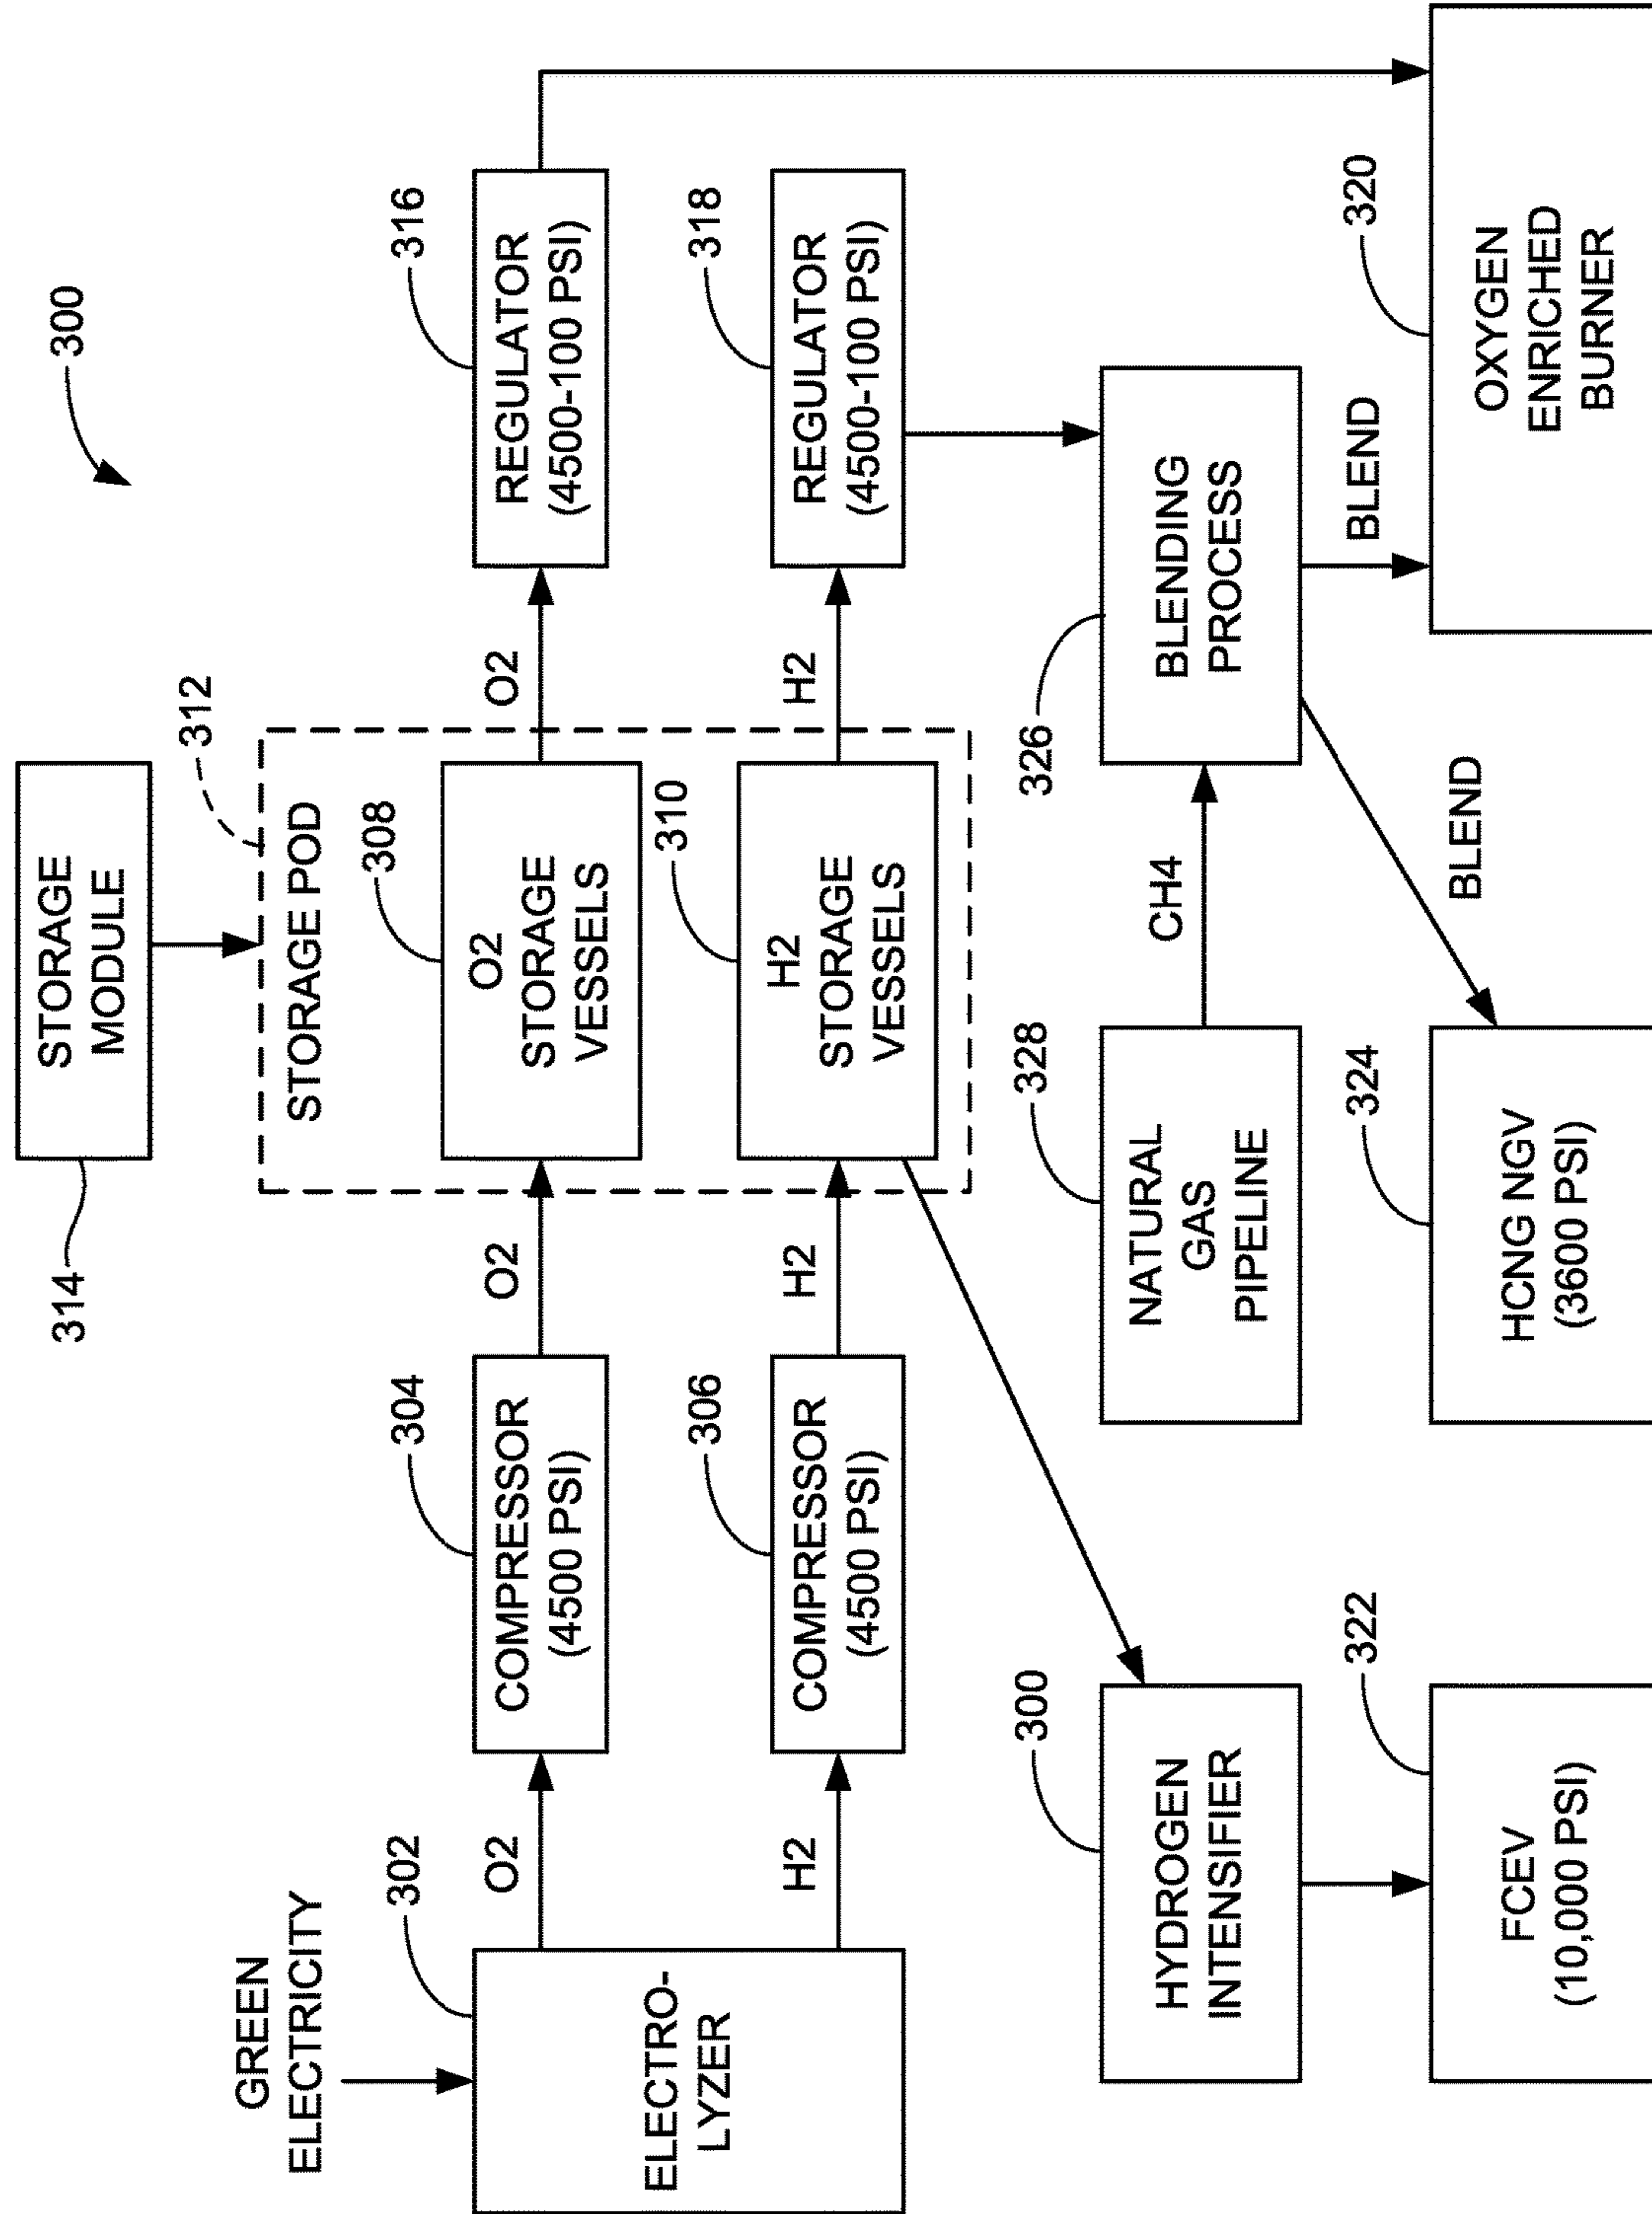 300
STORAGE
MODULE
314
312
STORAGE POD
GREEN
ELECTRICITY
302
ELECTRO-
LYZER
O2
304
COMPRESSOR
(4500 PSI)
O2
308
O2
STORAGE
VESSELS
O2
316
REGULATOR
(4500-100 PSI)
H2
306
COMPRESSOR
(4500 PSI)
H2
310
H2
STORAGE
VESSELS
H2
318
REGULATOR
(4500-100 PSI)
300
HYDROGEN
INTENSIFIER
328
NATURAL
GAS
PIPELINE
CH4
326
BLENDING
PROCESS
BLEND
BLEND
322
FCEV
(10,000 PSI)
324
HCNG NGV
(3600 PSI)
320
OXYGEN
ENRICHED
BURNER